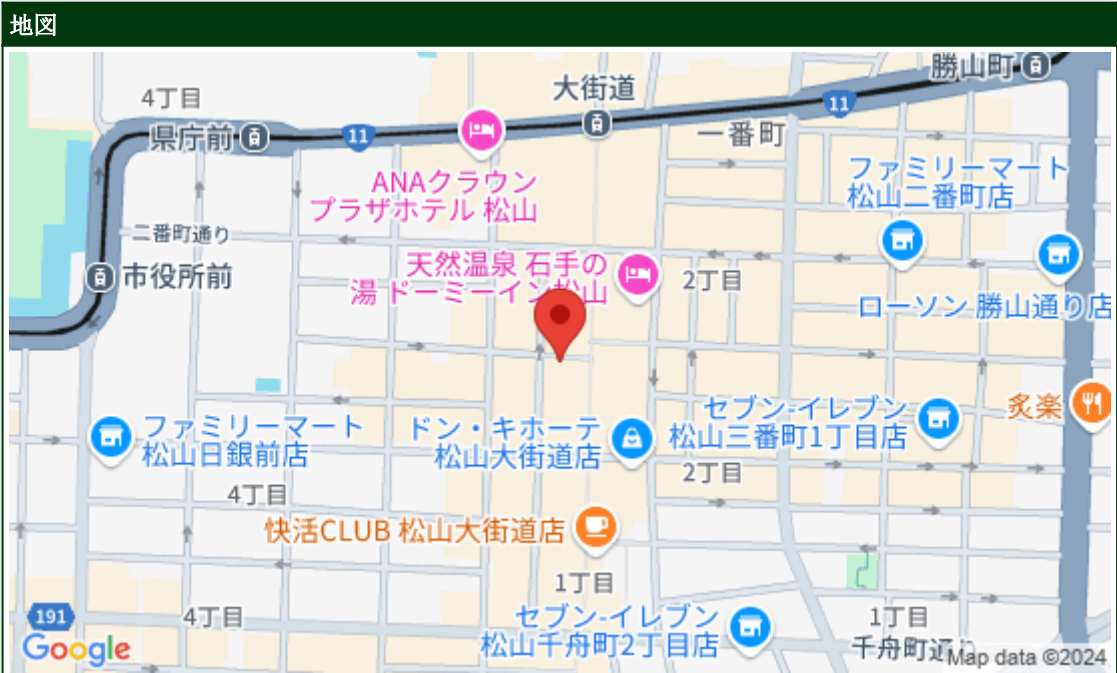 地図
勝山町
大街道
4丁目
11
県庁前
11
一番町
ファミリーマート
松山二番町店
ANAクラウン
プラザホテル 松山
二番町通り
天然温泉 石手の
湯 ドーミーイン松山
市役所前
2丁目
ローソン 勝山通り店
セブン-イレブン
松山三番町1丁目店
炙楽
ファミリーマート
松山日銀前店
ドン・キホーテ
松山大街道店
2丁目
4丁目
快活CLUB 松山大街道店
1丁目
191
4丁目
セブン-イレブン
松山千舟町2丁目店
1丁目
千舟町通り
Google
Map data ©2024